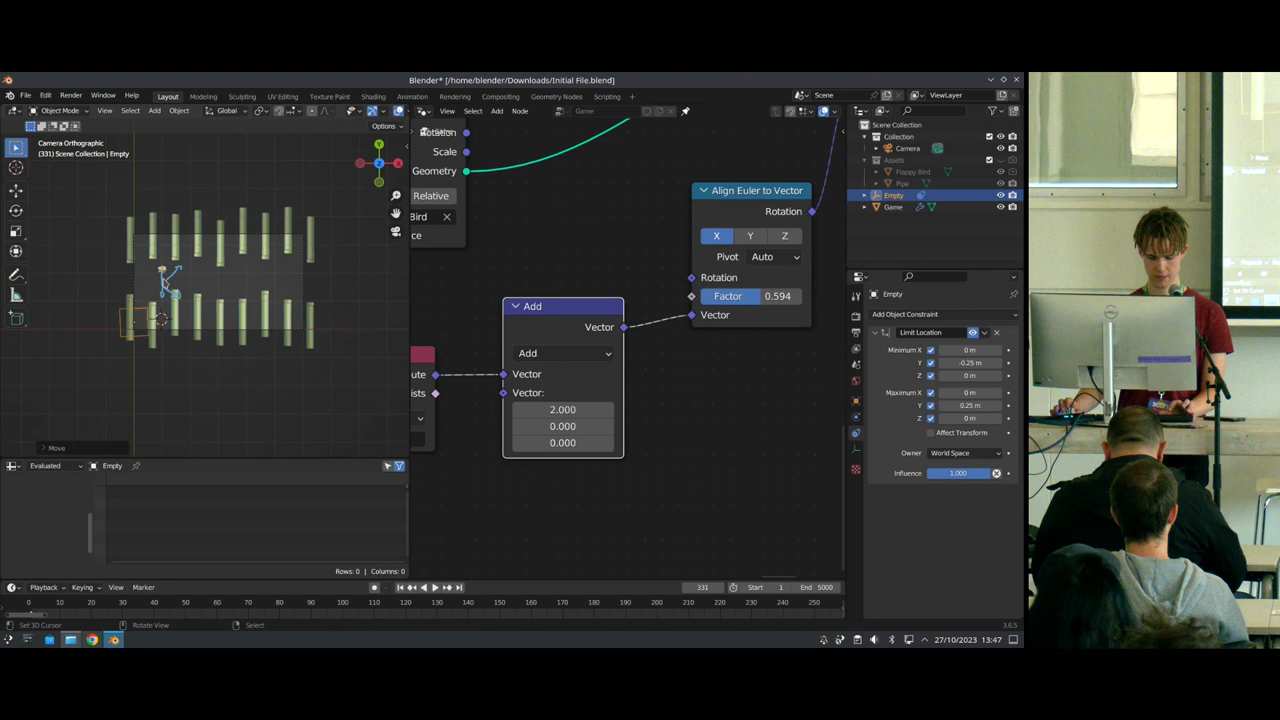 Blender* [/home/blender/Downloads/Initial File.blend]
File Edit Render Window Help Layout Modeling Sculpting UV Editing Texture Paint Shading Animation Rendering Compositing Geometry Nodes Scripting Scene ViewLayer
Object Mode View Select Add Object Global View Select Add Node Game
Options
Camera Orthographic
(331) Scene Collection | Empty
Scene Collection
Collection
Camera
Assets
Flappy Bird
Pipe
Empty
Game
Rotation
Scale
Geometry
Relative
Bird
ce
Align Euler to Vector
Rotation
X Y Z
Pivot Auto
Rotation
Factor 0.594
Vector
Add
Vector
Add
Vector
Vector:
2.000
0.000
0.000
ute
ists
Empty
Add Object Constraint
Limit Location
Minimum X 0 m
Y -0.25 m
Z 0 m
Maximum X 0 m
Y 0.25 m
Z 0 m
Affect Transform
Owner World Space
Influence 1.000
Move
Evaluated Empty
Rows: 0 | Columns: 0
Playback Keying View Marker 331 Start 1 End 5000
0 10 20 30 40 50 60 70 80 90 100 110 120 130 140 150 160 170 180 190 200 210 220 230 240 250
Set 3D Cursor Rotate View Select 3.6.5
27/10/2023 13:47